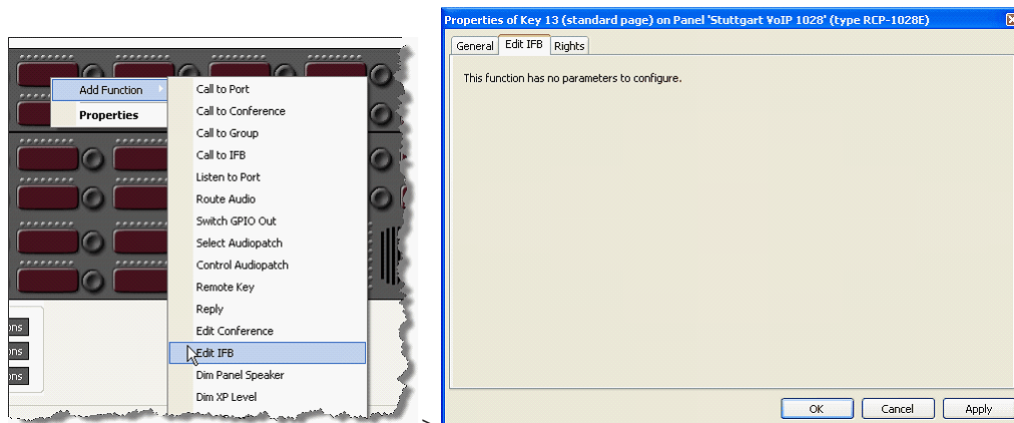 Add Function
Properties
Call to Port
Call to Conference
Call to Group
Call to IFB
Listen to Port
Route Audio
Switch GPIO Out
Select Audiopatch
Control Audiopatch
Remote Key
Reply
Edit Conference
Edit IFB
Dim Panel Speaker
Dim XP Level
ons
ons
ons
Properties of Key 13 (standard page) on Panel 'Stuttgart VoIP 1028' (type RCP-1028E)
General Edit IFB Rights
This function has no parameters to configure.
OK Cancel Apply